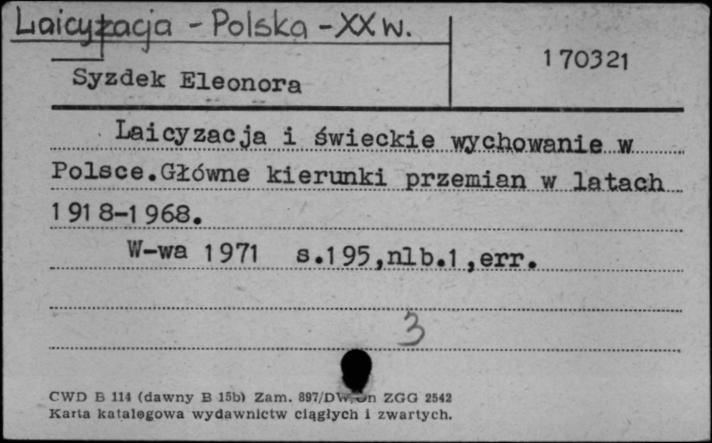 Laicyzacja - Polska - XX w.
170321
Syzdek Eleonora
Laicyzacja i świeckie wychowanie w
Polsce.Główne kierunki przemian w latach
1918-1968.
W-wa 1971 s.195,nlb.1,err.
3
CWD B 114 (dawny B 15b) Zam. 897/DW, ZGG 2542
Karta katalogowa wydawnictw ciągłych i zwartych.